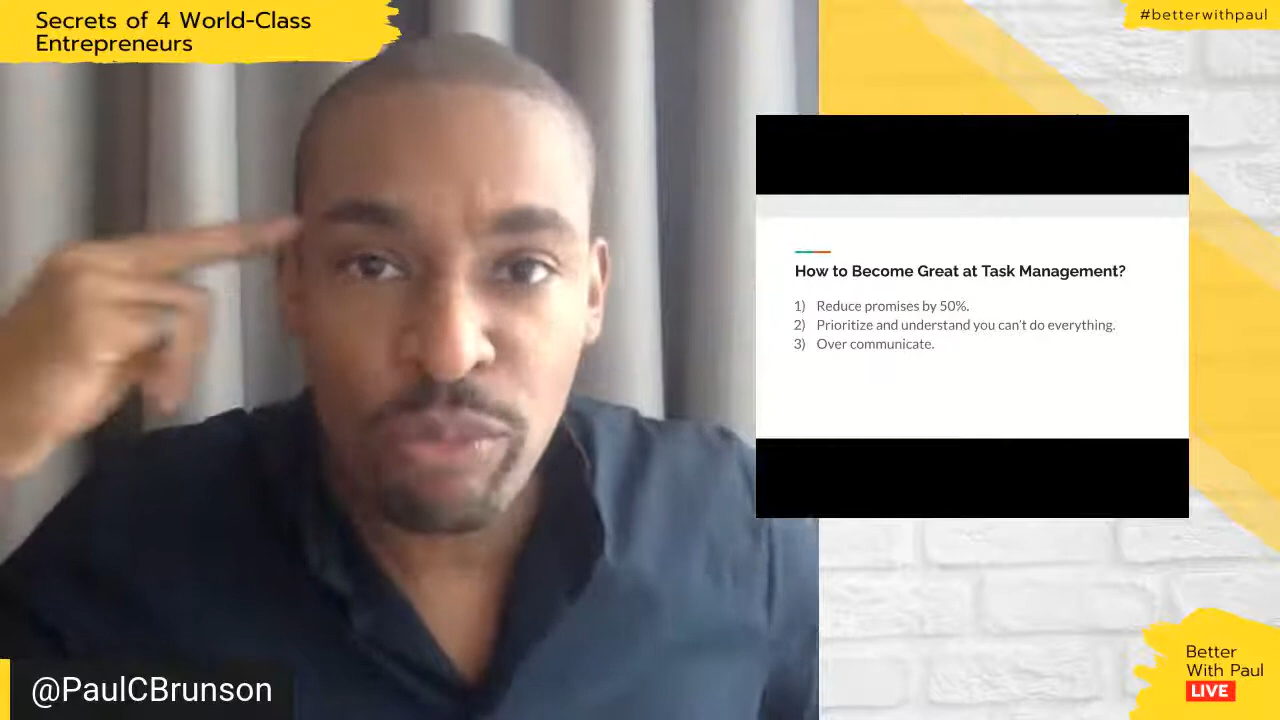 Secrets of 4 World-Class
Entrepreneurs
#betterwithpaul
How to Become Great at Task Management?
1) Reduce promises by 50%.
2) Prioritize and understand you can't do everything.
3) Over communicate.
@PaulCBrunson
Better
With Paul
LIVE